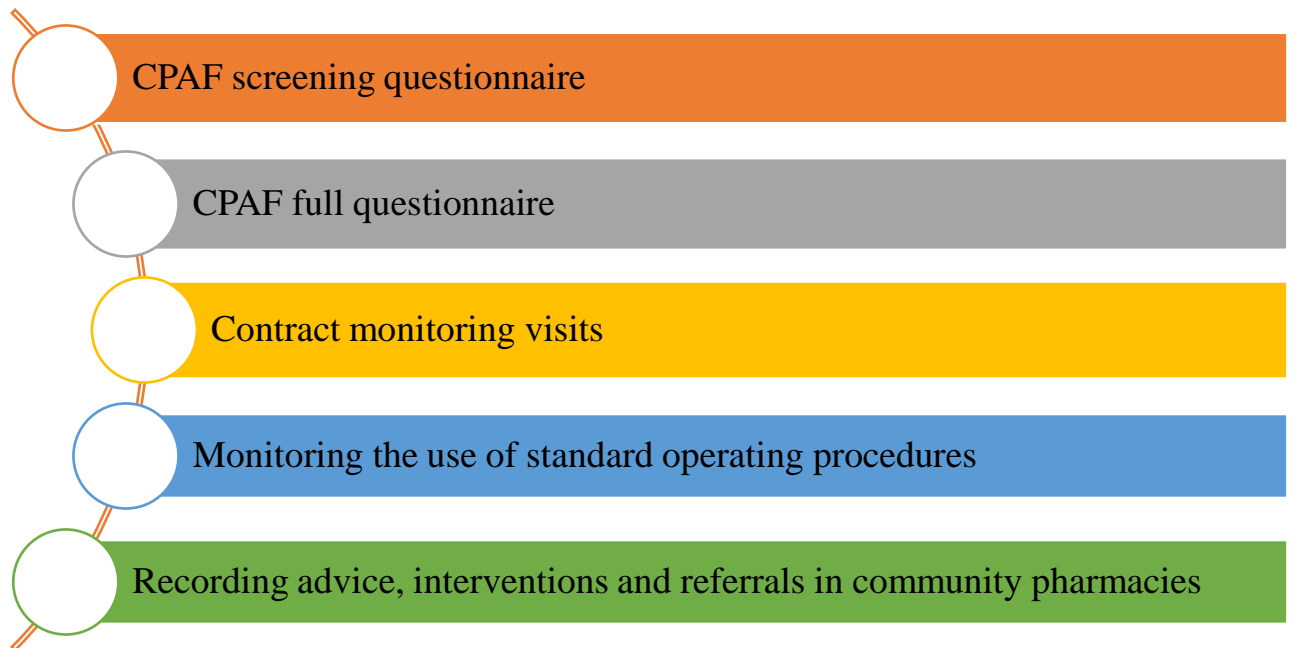 CPAF screening questionnaire
CPAF full questionnaire
Contract monitoring visits
Monitoring the use of standard operating procedures
Recording advice, interventions and referrals in community pharmacies